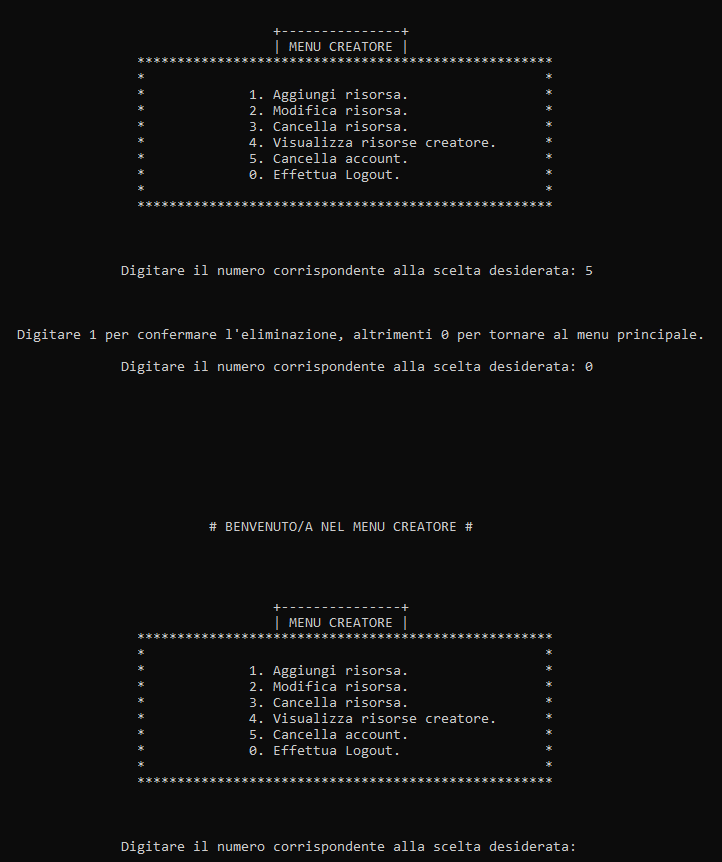 +---------------+
| MENU CREATORE |
****************************************************
* *
* 1. Aggiungi risorsa. *
* 2. Modifica risorsa. *
* 3. Cancella risorsa. *
* 4. Visualizza risorse creatore. *
* 5. Cancella account. *
* 0. Effettua Logout. *
* *
****************************************************
Digitare il numero corrispondente alla scelta desiderata: 5
Digitare 1 per confermare l'eliminazione, altrimenti 0 per tornare al menu principale.
Digitare il numero corrispondente alla scelta desiderata: 0
# BENVENUTO/A NEL MENU CREATORE #
+---------------+
| MENU CREATORE |
****************************************************
* *
* 1. Aggiungi risorsa. *
* 2. Modifica risorsa. *
* 3. Cancella risorsa. *
* 4. Visualizza risorse creatore. *
* 5. Cancella account. *
* 0. Effettua Logout. *
* *
****************************************************
Digitare il numero corrispondente alla scelta desiderata: